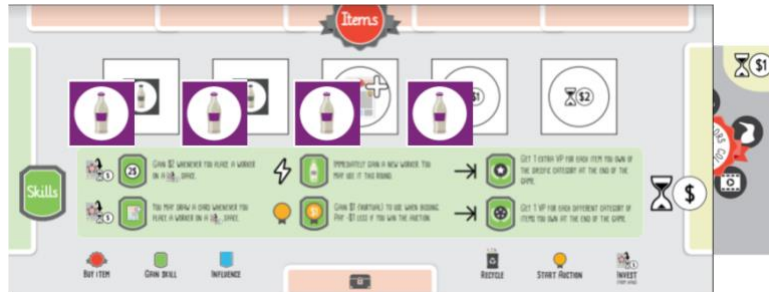 Items
$1
$1
$2
Skills
2$
Gain $2 whenever you place a worker
on a space.
Immediately gain a new worker. You
may use it this round.
Get 1 extra VP for each item you own of
the specific category at the end of the
game.
$
You may draw a card whenever you
place a worker on a space.
Gain $1 (virtual) to use when bidding.
Pay -$1 less if you win the auction.
Get 1 VP for each different category of
items you own at the end of the game.
Buy item
Gain skill
Influence
Recycle
Start Auction
Invest